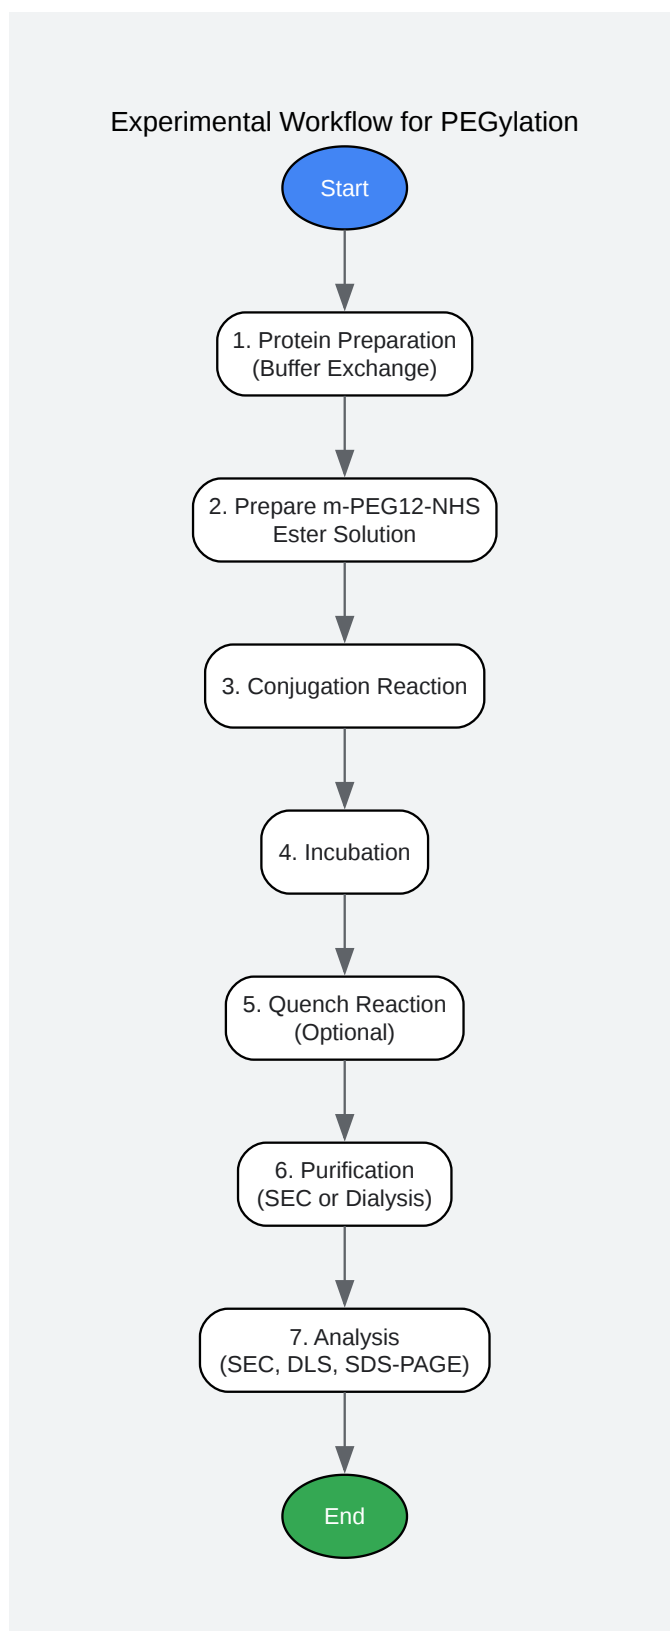 Experimental Workflow for PEGylation
Start
1. Protein Preparation
(Buffer Exchange)
2. Prepare m-PEG12-NHS
Ester Solution
3. Conjugation Reaction
4. Incubation
5. Quench Reaction
(Optional)
6. Purification
(SEC or Dialysis)
7. Analysis
(SEC, DLS, SDS-PAGE)
End